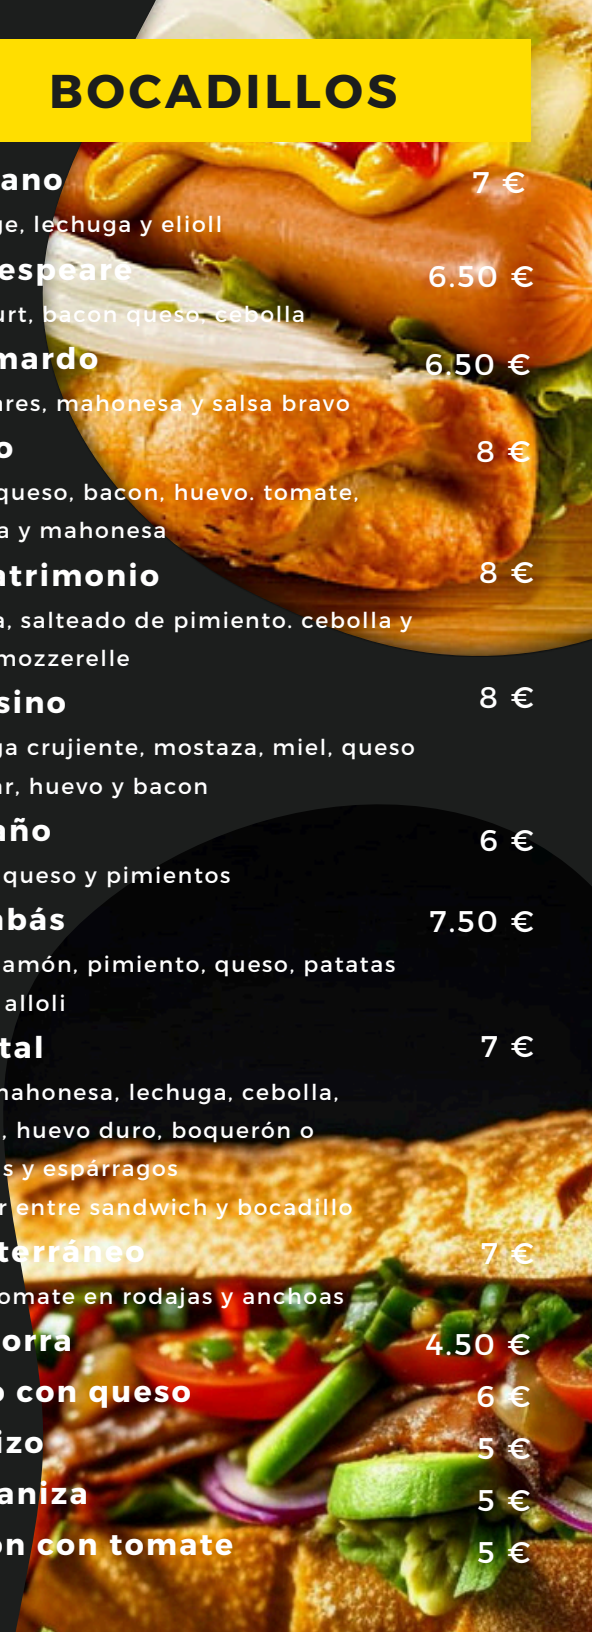 BOCADILLOS
ano 7 €
ge, lechuga y elioll
espeare 6.50 €
urt, bacon queso, cebolla
mardo 6.50 €
ares, mahonesa y salsa bravo
o 8 €
queso, bacon, huevo. tomate,
a y mahonesa
atrimonio 8 €
a, salteado de pimiento. cebolla y
mozzerelle
sino 8 €
ga crujiente, mostaza, miel, queso
ar, huevo y bacon
año 6 €
queso y pimientos
abás 7.50 €
amón, pimiento, queso, patatas
alloli
tal 7 €
nahonesa, lechuga, cebolla,
, huevo duro, boquerón o
s y espárragos
r entre sandwich y bocadillo
terráneo 7 €
omate en rodajas y anchoas
orra 4.50 €
o con queso 6 €
izo 5 €
aniza 5 €
ón con tomate 5 €